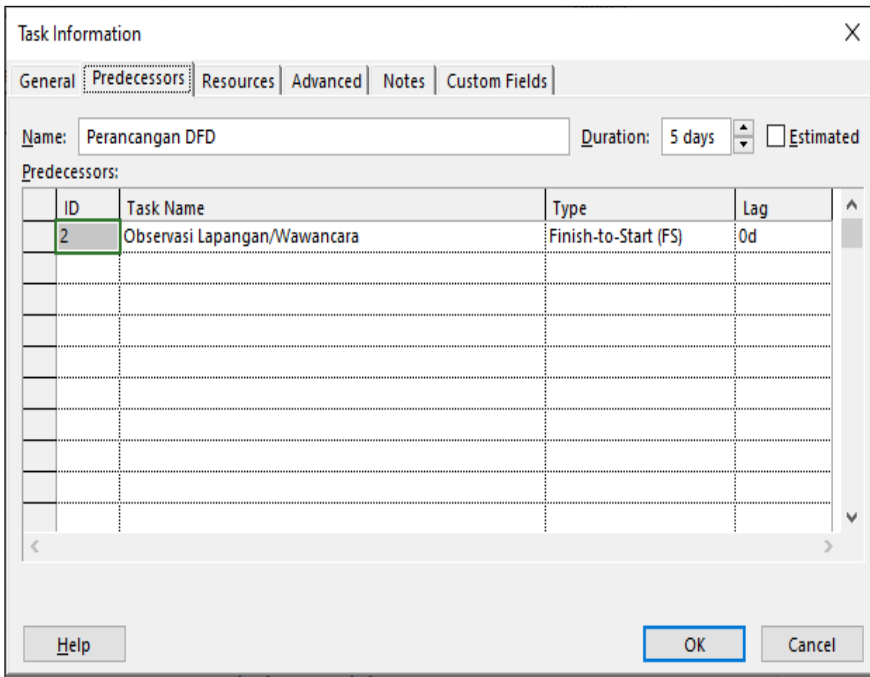 Task Information
General Predecessors Resources Advanced Notes Custom Fields
Name: Perancangan DFD Duration: 5 days Estimated
Predecessors:
ID Task Name Type Lag
2 Observasi Lapangan/Wawancara Finish-to-Start (FS) 0d
Help OK Cancel